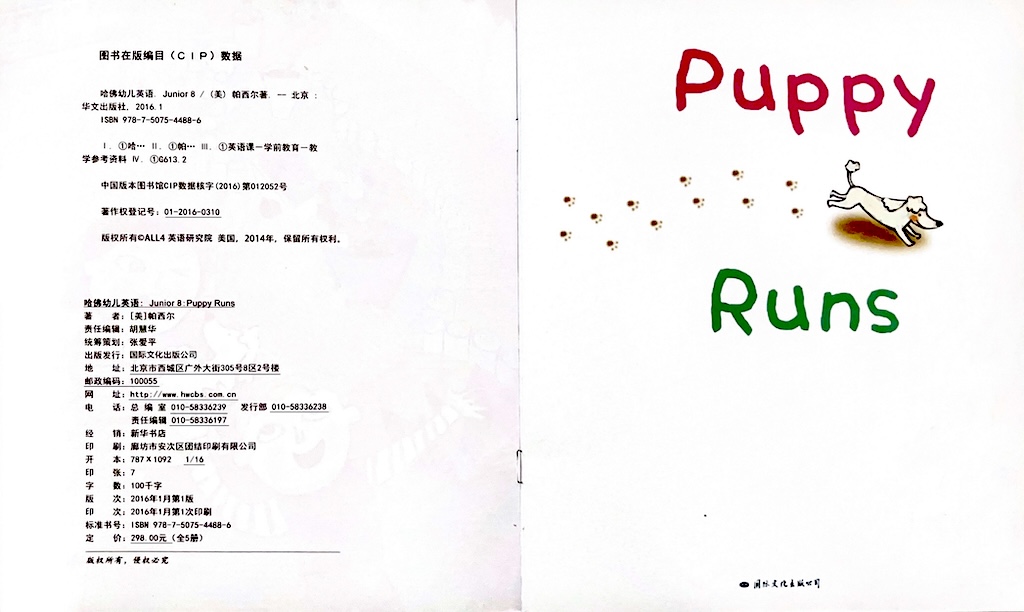 图书在版编目（CIP）数据
哈佛幼儿英语. Junior 8 / （美）帕西尔著. -- 北京：
华文出版社, 2016.1
ISBN 978-7-5075-4488-6
Ⅰ. ①哈… Ⅱ. ①帕… Ⅲ. ①英语课－学前教育－教
学参考资料 Ⅳ. ①G613.2
中国版本图书馆CIP数据核字(2016)第012052号
著作权登记号：01-2016-0310
版权所有©ALL4 英语研究院 美国, 2014年, 保留所有权利。
哈佛幼儿英语：Junior 8：Puppy Runs
著 者：[美]帕西尔
责任编辑：胡慧华
统筹策划：张爱平
出版发行：国际文化出版公司
地 址：北京市西城区广外大街305号8区2号楼
邮政编码：100055
网 址：http://www.hwcbs.com.cn
电 话：总 编 室 010-58336239 发行部 010-58336238
责任编辑 010-58336197
经 销：新华书店
印 刷：廊坊市安次区团结印刷有限公司
开 本：787×1092 1/16
印 张：7
字 数：100千字
版 次：2016年1月第1版
印 次：2016年1月第1次印刷
标准书号：ISBN 978-7-5075-4488-6
定 价：298.00元（全5册）
版权所有，侵权必究
Puppy
Runs
国际文化出版公司